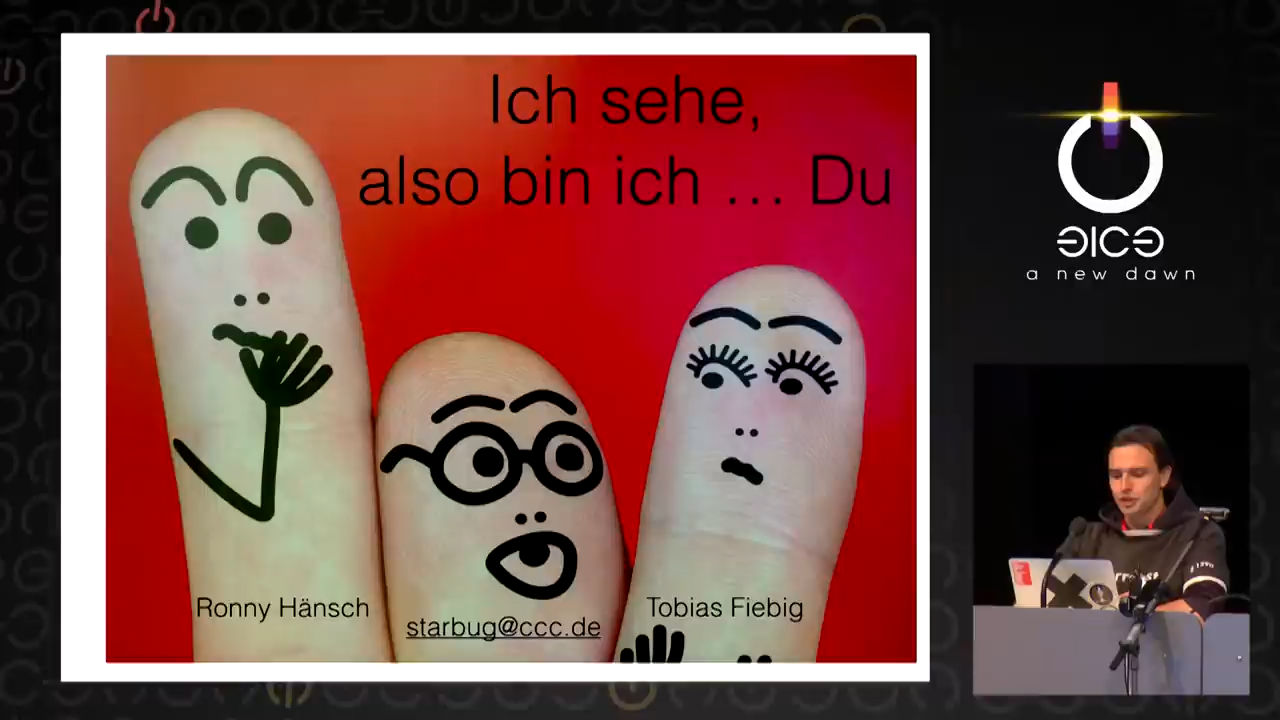 Ich sehe,
also bin ich … Du
Ronny Hänsch
starbug@ccc.de
Tobias Fiebig
a new dawn